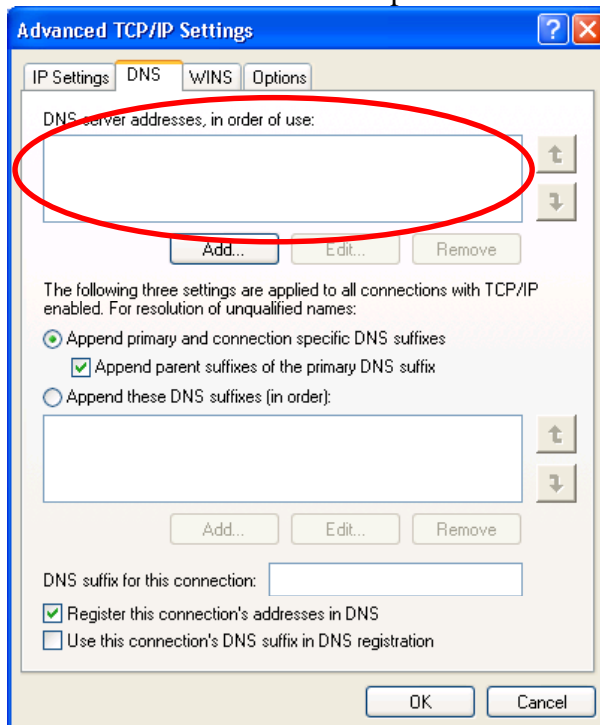 Advanced TCP/IP Settings
IP Settings DNS WINS Options
DNS server addresses, in order of use:
Add... Edit... Remove
The following three settings are applied to all connections with TCP/IP
enabled. For resolution of unqualified names:
Append primary and connection specific DNS suffixes
Append parent suffixes of the primary DNS suffix
Append these DNS suffixes (in order):
Add... Edit... Remove
DNS suffix for this connection:
Register this connection's addresses in DNS
Use this connection's DNS suffix in DNS registration
OK Cancel